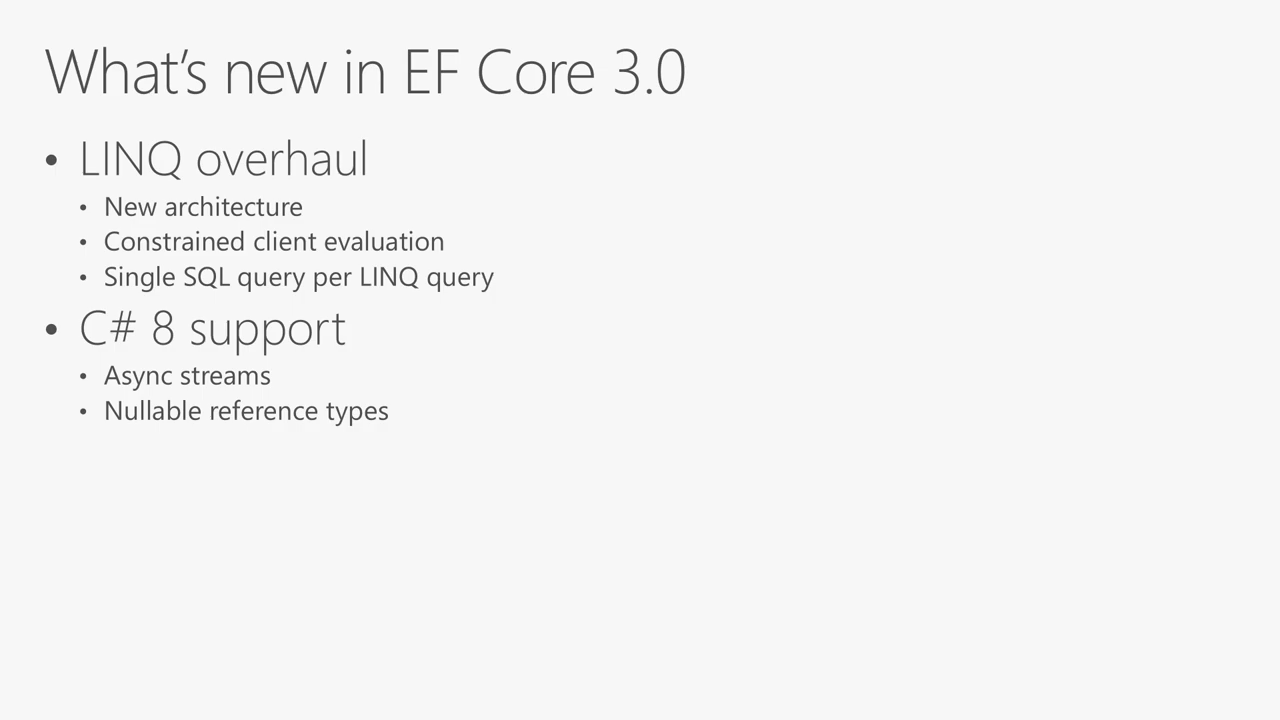 What's new in EF Core 3.0
• LINQ overhaul
• New architecture
• Constrained client evaluation
• Single SQL query per LINQ query
• C# 8 support
• Async streams
• Nullable reference types